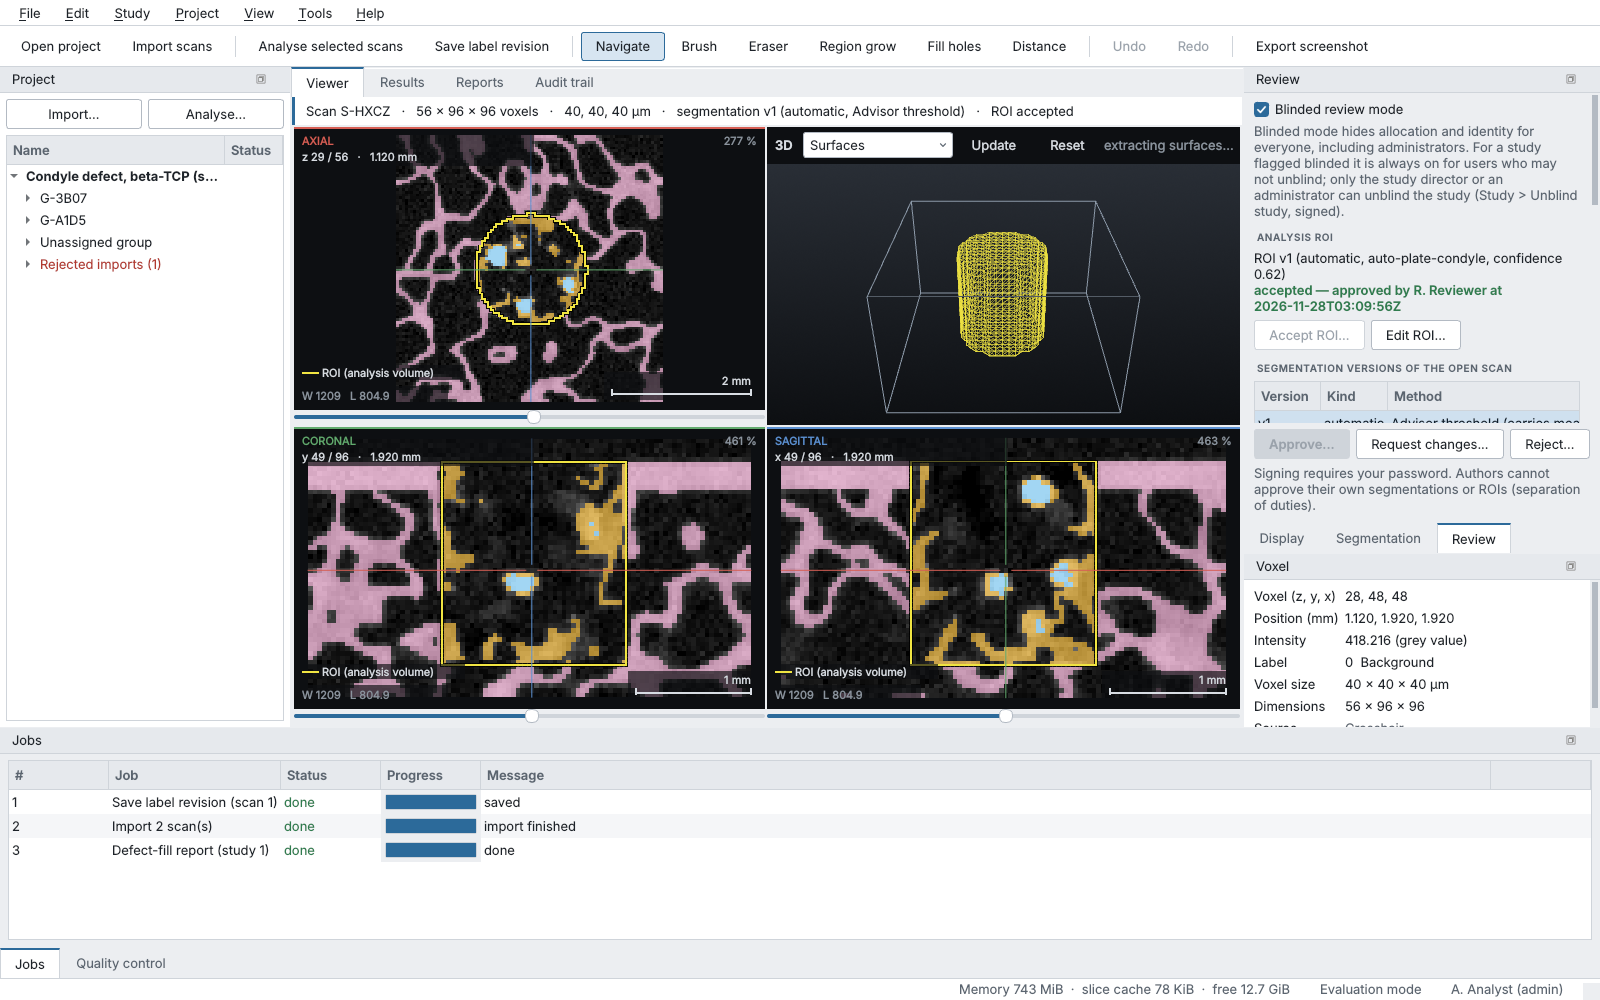 File Edit Study Project View Tools Help
Open project Import scans Analyse selected scans Save label revision Navigate Brush Eraser Region grow Fill holes Distance Undo Redo Export screenshot
Project
Import... Analyse...
Name Status
Condyle defect, beta-TCP (s...
G-3B07
G-A1D5
Unassigned group
Rejected imports (1)
Viewer Results Reports Audit trail
Scan S-HXCZ · 56 × 96 × 96 voxels · 40, 40, 40 µm · segmentation v1 (automatic, Advisor threshold) · ROI accepted
AXIAL 277 %
z 29 / 56 · 1.120 mm
ROI (analysis volume)
2 mm
W 1209 L 804.9
3D Surfaces Update Reset extracting surfaces...
CORONAL 461 %
y 49 / 96 · 1.920 mm
ROI (analysis volume)
1 mm
W 1209 L 804.9
SAGITTAL 463 %
x 49 / 96 · 1.920 mm
ROI (analysis volume)
1 mm
W 1209 L 804.9
Review
Blinded review mode
Blinded mode hides allocation and identity for
everyone, including administrators. For a study
flagged blinded it is always on for users who may
not unblind; only the study director or an
administrator can unblind the study (Study > Unblind
study, signed).
ANALYSIS ROI
ROI v1 (automatic, auto-plate-condyle, confidence
0.62)
accepted — approved by R. Reviewer at
2026-11-28T03:09:56Z
Accept ROI... Edit ROI...
SEGMENTATION VERSIONS OF THE OPEN SCAN
Version Kind Method
v1 automatic Advisor threshold (carries mea
Approve... Request changes... Reject...
Signing requires your password. Authors cannot
approve their own segmentations or ROIs (separation
of duties).
Display Segmentation Review
Voxel
Voxel (z, y, x) 28, 48, 48
Position (mm) 1.120, 1.920, 1.920
Intensity 418.216 (grey value)
Label 0 Background
Voxel size 40 × 40 × 40 µm
Dimensions 56 × 96 × 96
Source Crosshair
Jobs
# Job Status Progress Message
1 Save label revision (scan 1) done saved
2 Import 2 scan(s) done import finished
3 Defect-fill report (study 1) done done
Jobs Quality control
Memory 743 MiB · slice cache 78 KiB · free 12.7 GiB Evaluation mode A. Analyst (admin)